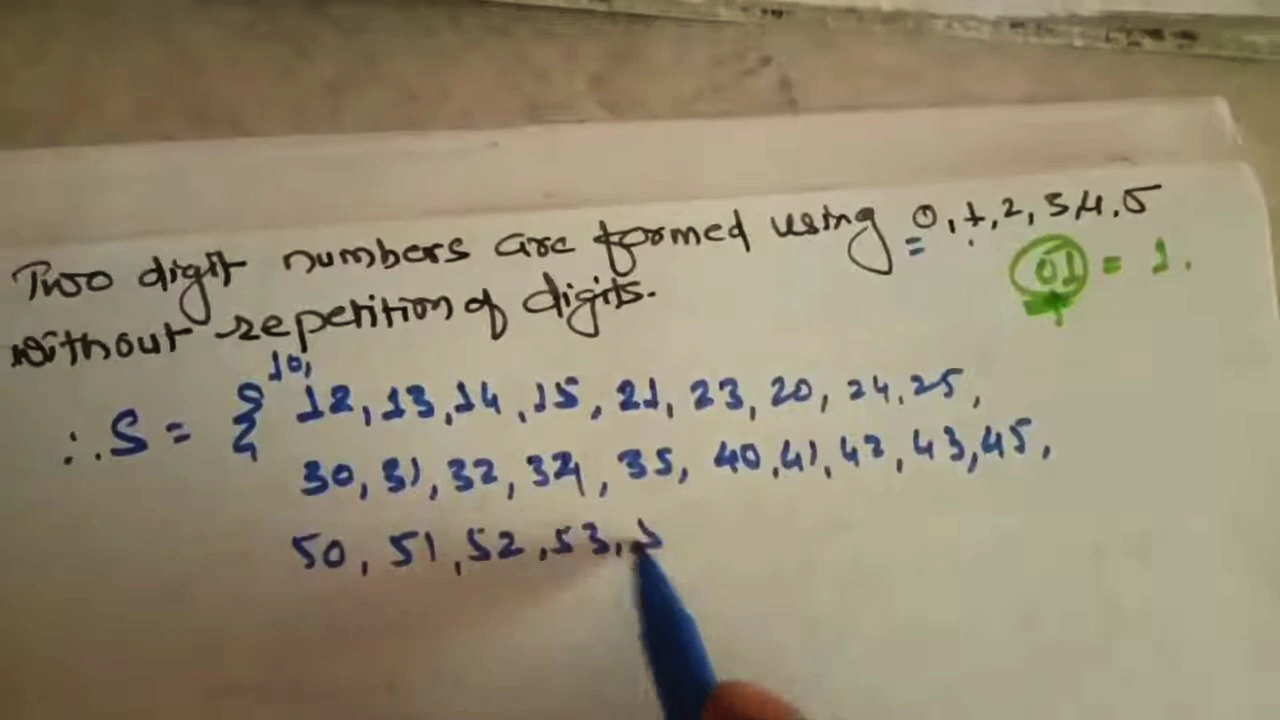 Two digit numbers are formed using 0, 1, 2, 3, 4, 5
01 = 1.
without repetition of digits.
10,
∴ S = { 12, 13, 14, 15, 21, 23, 20, 24, 25,
30, 31, 32, 34, 35, 40, 41, 42, 43, 45,
50, 51, 52, 53, 5